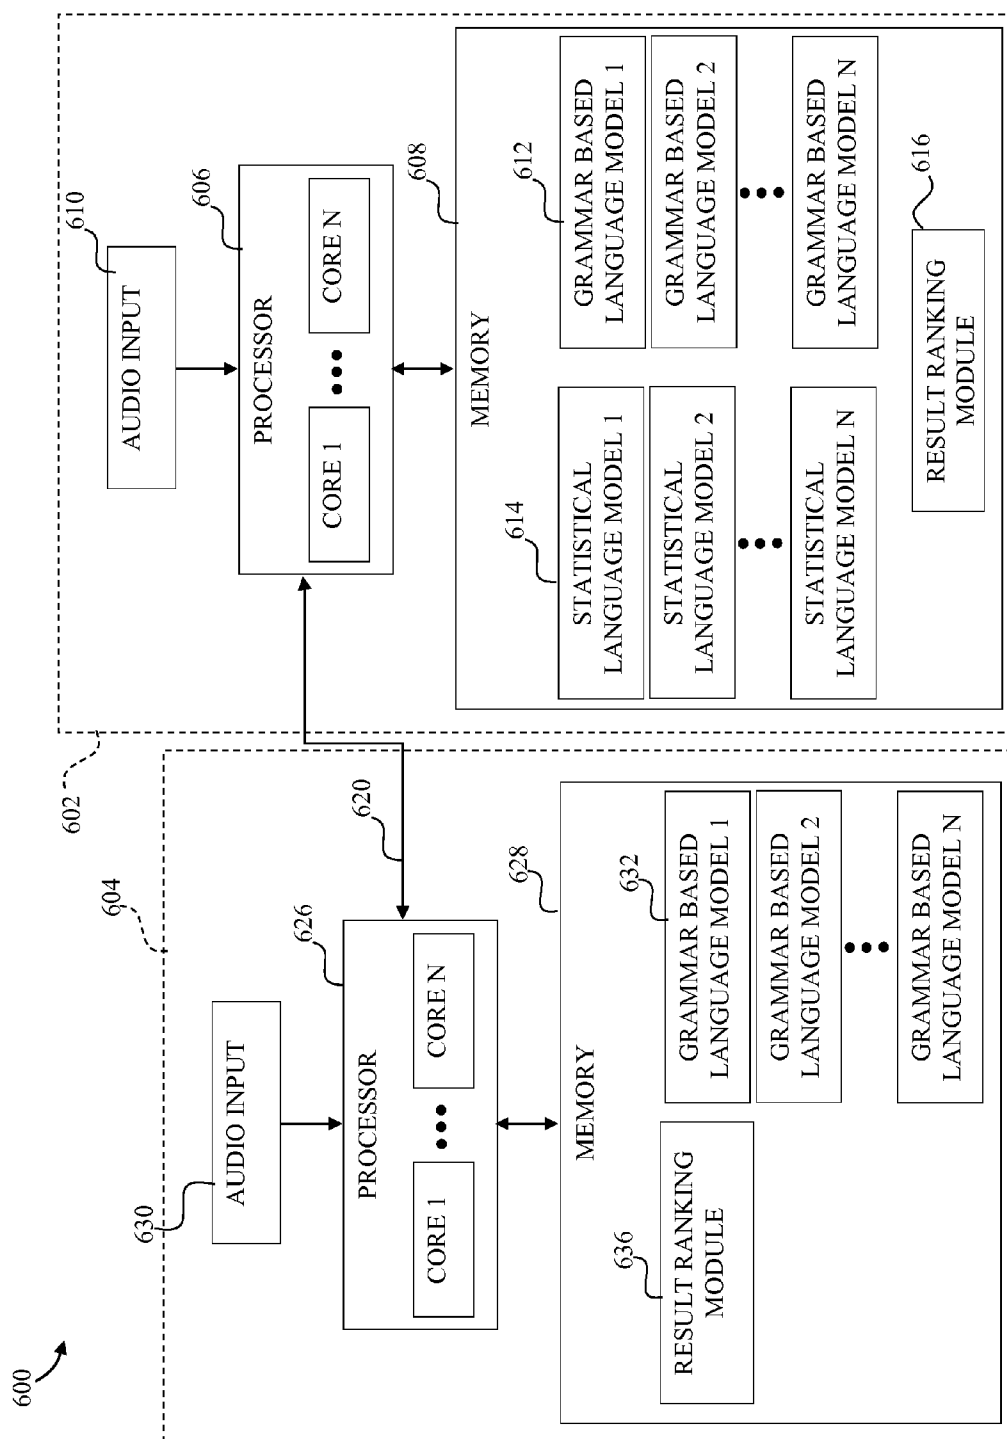 600
604
630
AUDIO INPUT
626
PROCESSOR
CORE 1
CORE N
620
628
MEMORY
636
RESULT RANKING
MODULE
632
GRAMMAR BASED
LANGUAGE MODEL 1
GRAMMAR BASED
LANGUAGE MODEL 2
GRAMMAR BASED
LANGUAGE MODEL N
602
610
AUDIO INPUT
606
PROCESSOR
CORE 1
CORE N
608
MEMORY
614
STATISTICAL
LANGUAGE MODEL 1
STATISTICAL
LANGUAGE MODEL 2
STATISTICAL
LANGUAGE MODEL N
612
GRAMMAR BASED
LANGUAGE MODEL 1
GRAMMAR BASED
LANGUAGE MODEL 2
GRAMMAR BASED
LANGUAGE MODEL N
616
RESULT RANKING
MODULE